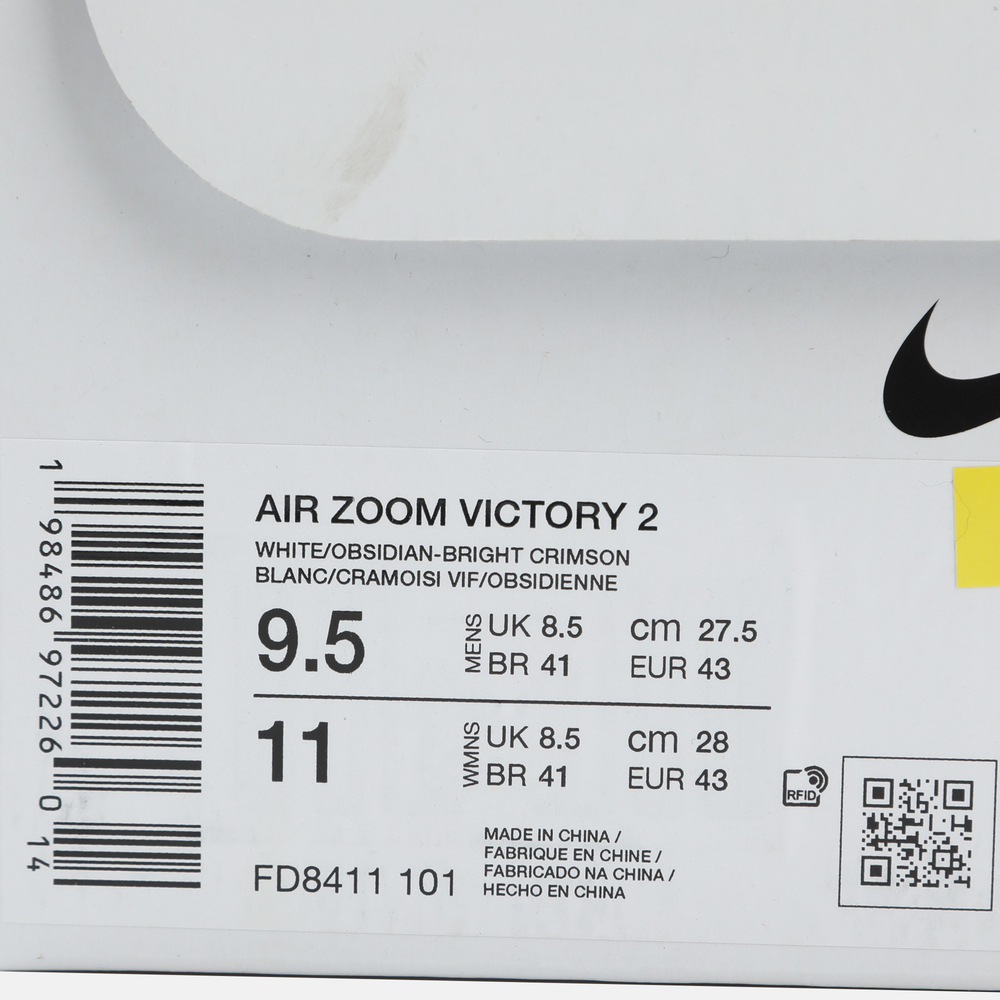 AIR ZOOM VICTORY 2
WHITE/OBSIDIAN-BRIGHT CRIMSON
BLANC/CRAMOISI VIF/OBSIDIENNE
9.5
MENS
UK 8.5 cm 27.5
BR 41 EUR 43
11
WMNS
UK 8.5 cm 28
BR 41 EUR 43
RFID
MADE IN CHINA /
FABRIQUE EN CHINE /
FABRICADO NA CHINA /
HECHO EN CHINA
FD8411 101
1 98486 97226 0 14